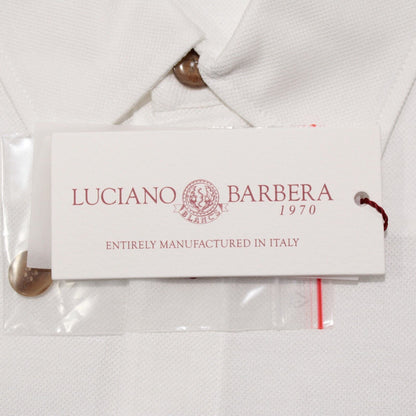 LUCIANO BARBERA
1970
ENTIRELY MANUFACTURED IN ITALY